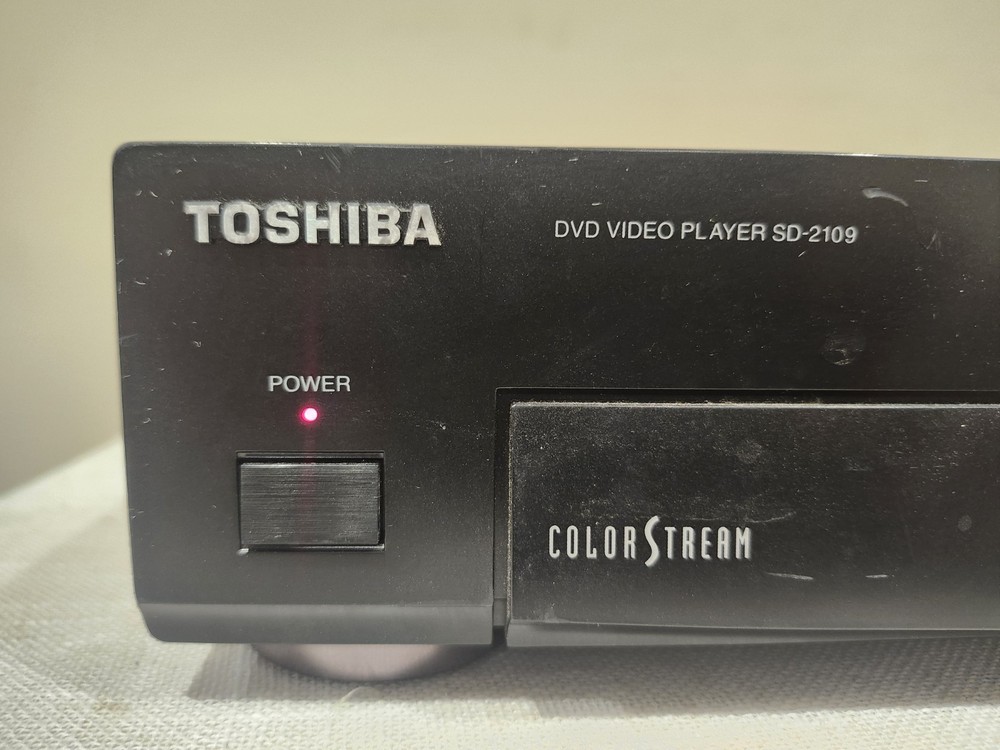 TOSHIBA
DVD VIDEO PLAYER SD-2109
POWER
COLORSTREAM